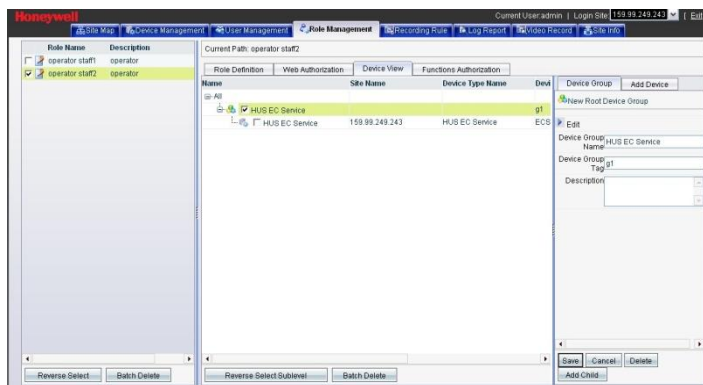 Honeywell
Current User:admin | Login Site: 159.99.249.243 | Exit
Site Map Device Management User Management Role Management Recording Rule Log Report Video Record Site Info
Role Name Description
operator staff1 operator
operator staff2 operator
Reverse Select Batch Delete
Current Path: operator staff2
Role Definition Web Authorization Device View Functions Authorization
Name Site Name Device Type Name Devi
All
HUS EC Service g1
HUS EC Service 159.99.249.243 HUS EC Service ECS
Reverse Select Sublevel Batch Delete
Device Group Add Device
New Root Device Group
Edit
Device Group Name HUS EC Service
Device Group Tag g1
Description
Save Cancel Delete
Add Child